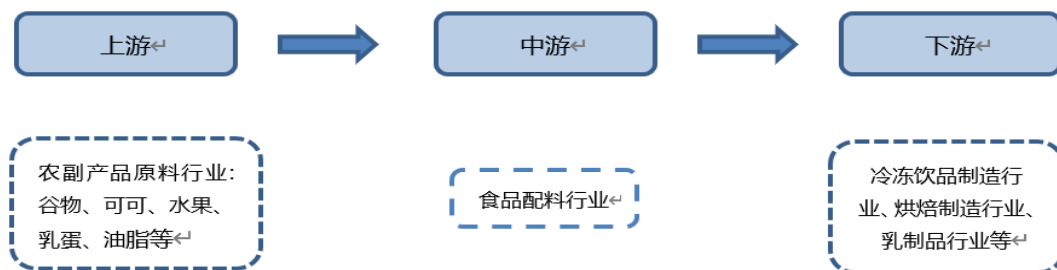 上游
中游
下游
农副产品原料行业：
谷物、可可、水果、
乳蛋、油脂等
食品配料行业
冷冻饮品制造行
业、烘焙制造行业、
乳制品行业等